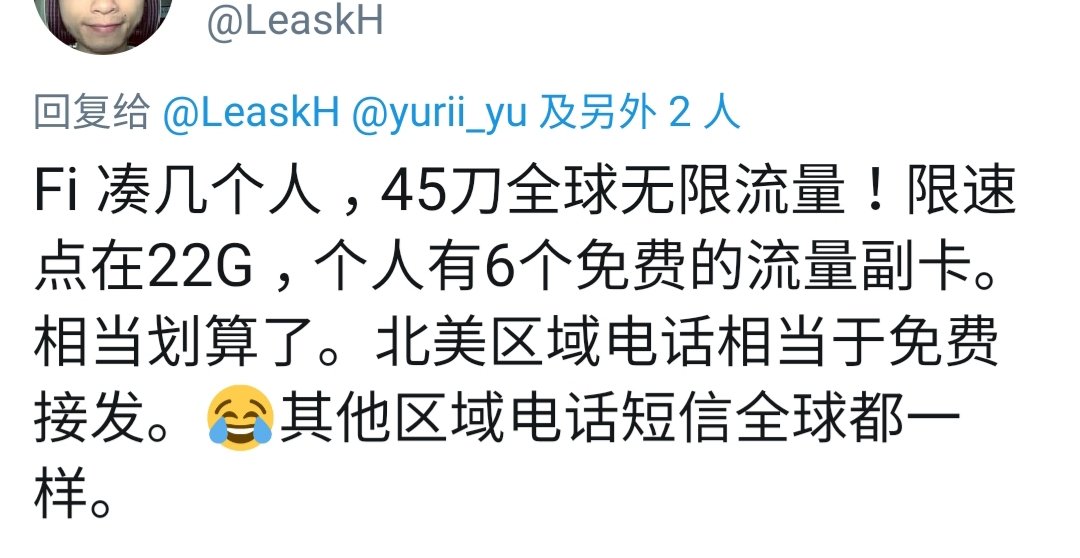 @LeaskH
回复给 @LeaskH @yurii_yu 及另外 2 人
Fi 凑几个人，45刀全球无限流量！限速
点在22G，个人有6个免费的流量副卡。
相当划算了。北美区域电话相当于免费
接发。😂其他区域电话短信全球都一
样。